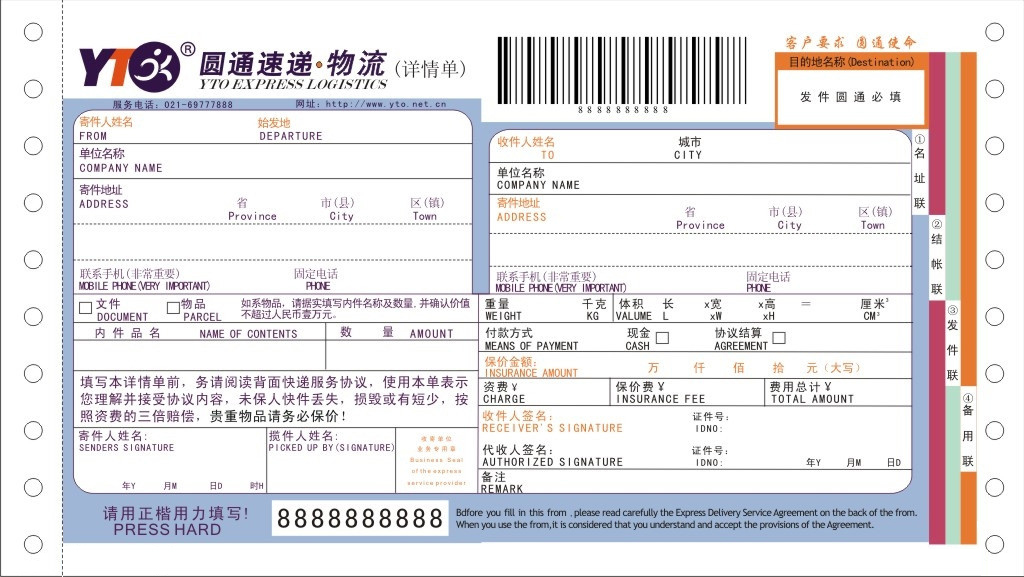 YTO® 圆通速递·物流 (详情单)
YTO EXPRESS LOGISTICS
服务电话：021-69777888 网址：http://www.yto.net.cn
8888888888
客户要求 圆通使命
目的地名称(Destination)
发件圆通必填
寄件人姓名 始发地
FROM DEPARTURE
单位名称
COMPANY NAME
寄件地址
ADDRESS
省 市(县) 区(镇)
Province City Town
联系手机(非常重要) 固定电话
MOBILE PHONE(VERY IMPORTANT) PHONE
文件 物品
DOCUMENT PARCEL
如系物品，请据实填写内件名称及数量，并确认价值
不超过人民币壹万元。
内件品名 NAME OF CONTENTS 数量 AMOUNT
填写本详情单前，务请阅读背面快递服务协议，使用本单表示
您理解并接受协议内容，未保人快件丢失，损毁或有短少，按
照资费的三倍赔偿，贵重物品请务必保价！
寄件人姓名： 揽件人姓名：
SENDERS SIGNATURE PICKED UP BY(SIGNATURE)
收寄单位
业务专用章
Business Seal
of the express
service provider
年Y 月M 日D 时H
收件人姓名 城市
TO CITY
单位名称
COMPANY NAME
寄件地址
ADDRESS
省 市(县) 区(镇)
Province City Town
联系手机(非常重要) 固定电话
MOBILE PHONE(VERY IMPORTANT) PHONE
重量 千克 体积 长 x宽 x高 = 厘米³
WEIGHT KG VALUME L xW xH CM³
付款方式 现金 协议结算
MEANS OF PAYMENT CASH AGREEMENT
保价金额：
INSURANCE AMOUNT 万 仟 佰 拾 元（大写）
资费￥ 保价费￥ 费用总计￥
CHARGE INSURANCE FEE TOTAL AMOUNT
收件人签名： 证件号：
RECEIVER'S SIGNATURE IDNO:
代收人签名： 证件号：
AUTHORIZED SIGNATURE IDNO: 年Y 月M 日D
备注
REMARK
①名址联
②结帐联
③发件联
④备用联
请用正楷用力填写！
PRESS HARD
8888888888
Bdfore you fill in this from , please read carefully the Express Delivery Service Agreement on the back of the from.
When you use the from,it is considered that you understand and accept the provisions of the Agreement.